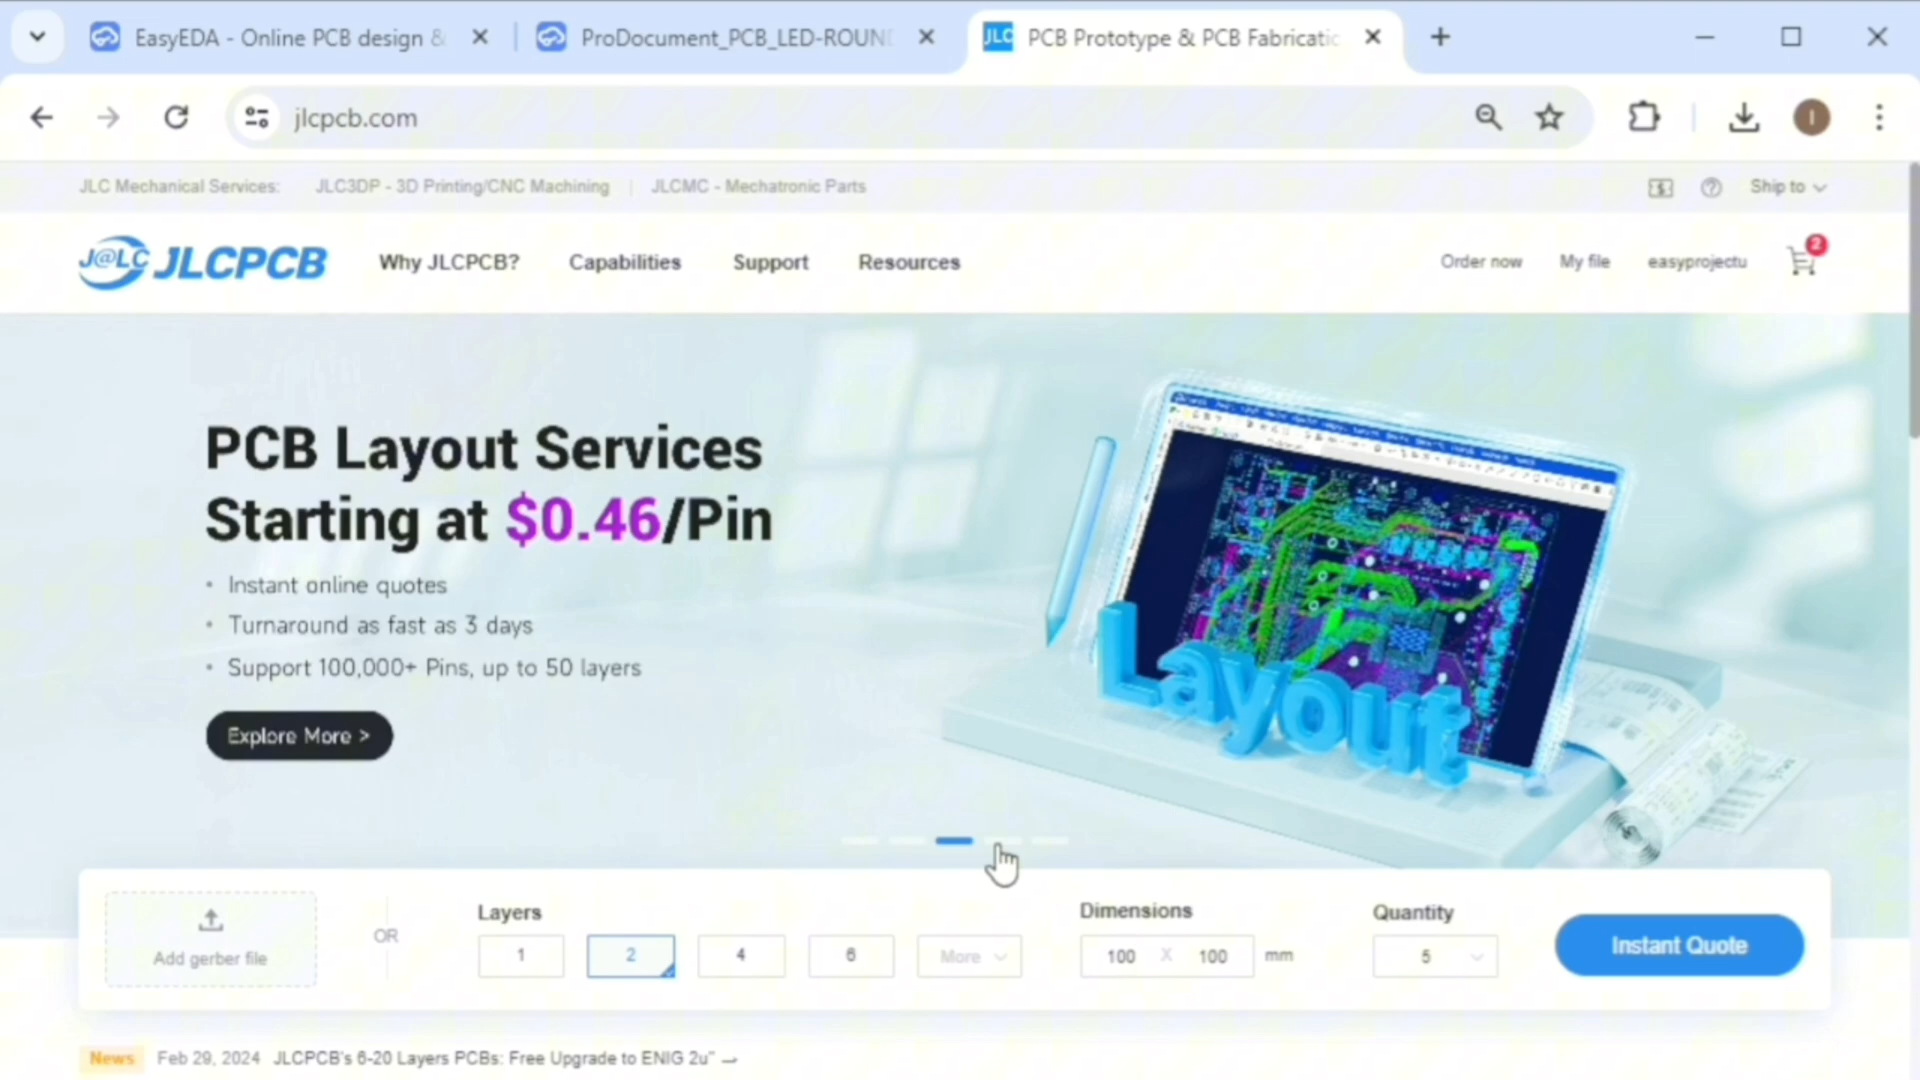 EasyEDA - Online PCB design &
ProDocument_PCB_LED-ROUND
JLC PCB Prototype & PCB Fabricatic
jlcpcb.com
I
JLC Mechanical Services: JLC3DP - 3D Printing/CNC Machining | JLCMC - Mechatronic Parts
Ship to
J@LC JLCPCB
Why JLCPCB? Capabilities Support Resources
Order now My file easyprojectu 2
PCB Layout Services
Starting at $0.46/Pin
• Instant online quotes
• Turnaround as fast as 3 days
• Support 100,000+ Pins, up to 50 layers
Explore More >
Layout
Add gerber file
OR
Layers
1 2 4 6 More
Dimensions
100 X 100 mm
Quantity
5
Instant Quote
News Feb 29, 2024 JLCPCB's 6-20 Layers PCBs: Free Upgrade to ENIG 2u"